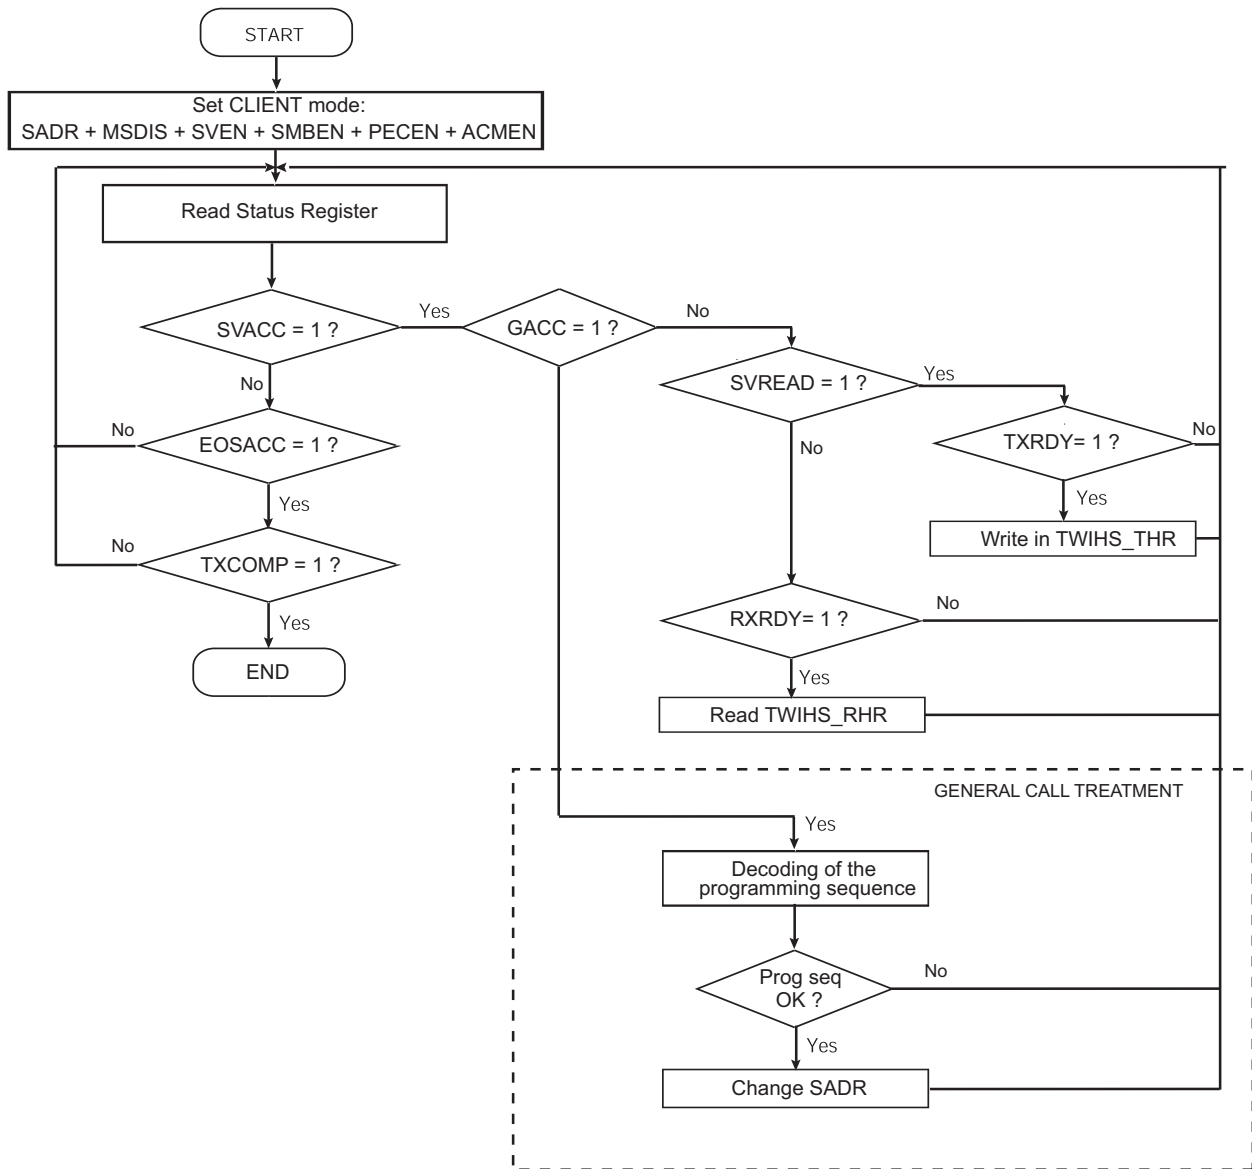 START
Set CLIENT mode:
SADR + MSDIS + SVEN + SMBEN + PECEN + ACMEN
Read Status Register
SVACC = 1 ?
Yes
GACC = 1 ?
No
SVREAD = 1 ?
Yes
No
EOSACC = 1 ?
No
TXRDY= 1 ?
No
No
Yes
Yes
Write in TWIHS_THR
TXCOMP = 1 ?
No
Yes
END
RXRDY= 1 ?
No
Yes
Read TWIHS_RHR
GENERAL CALL TREATMENT
Yes
Decoding of the
programming sequence
Prog seq
OK ?
No
Yes
Change SADR